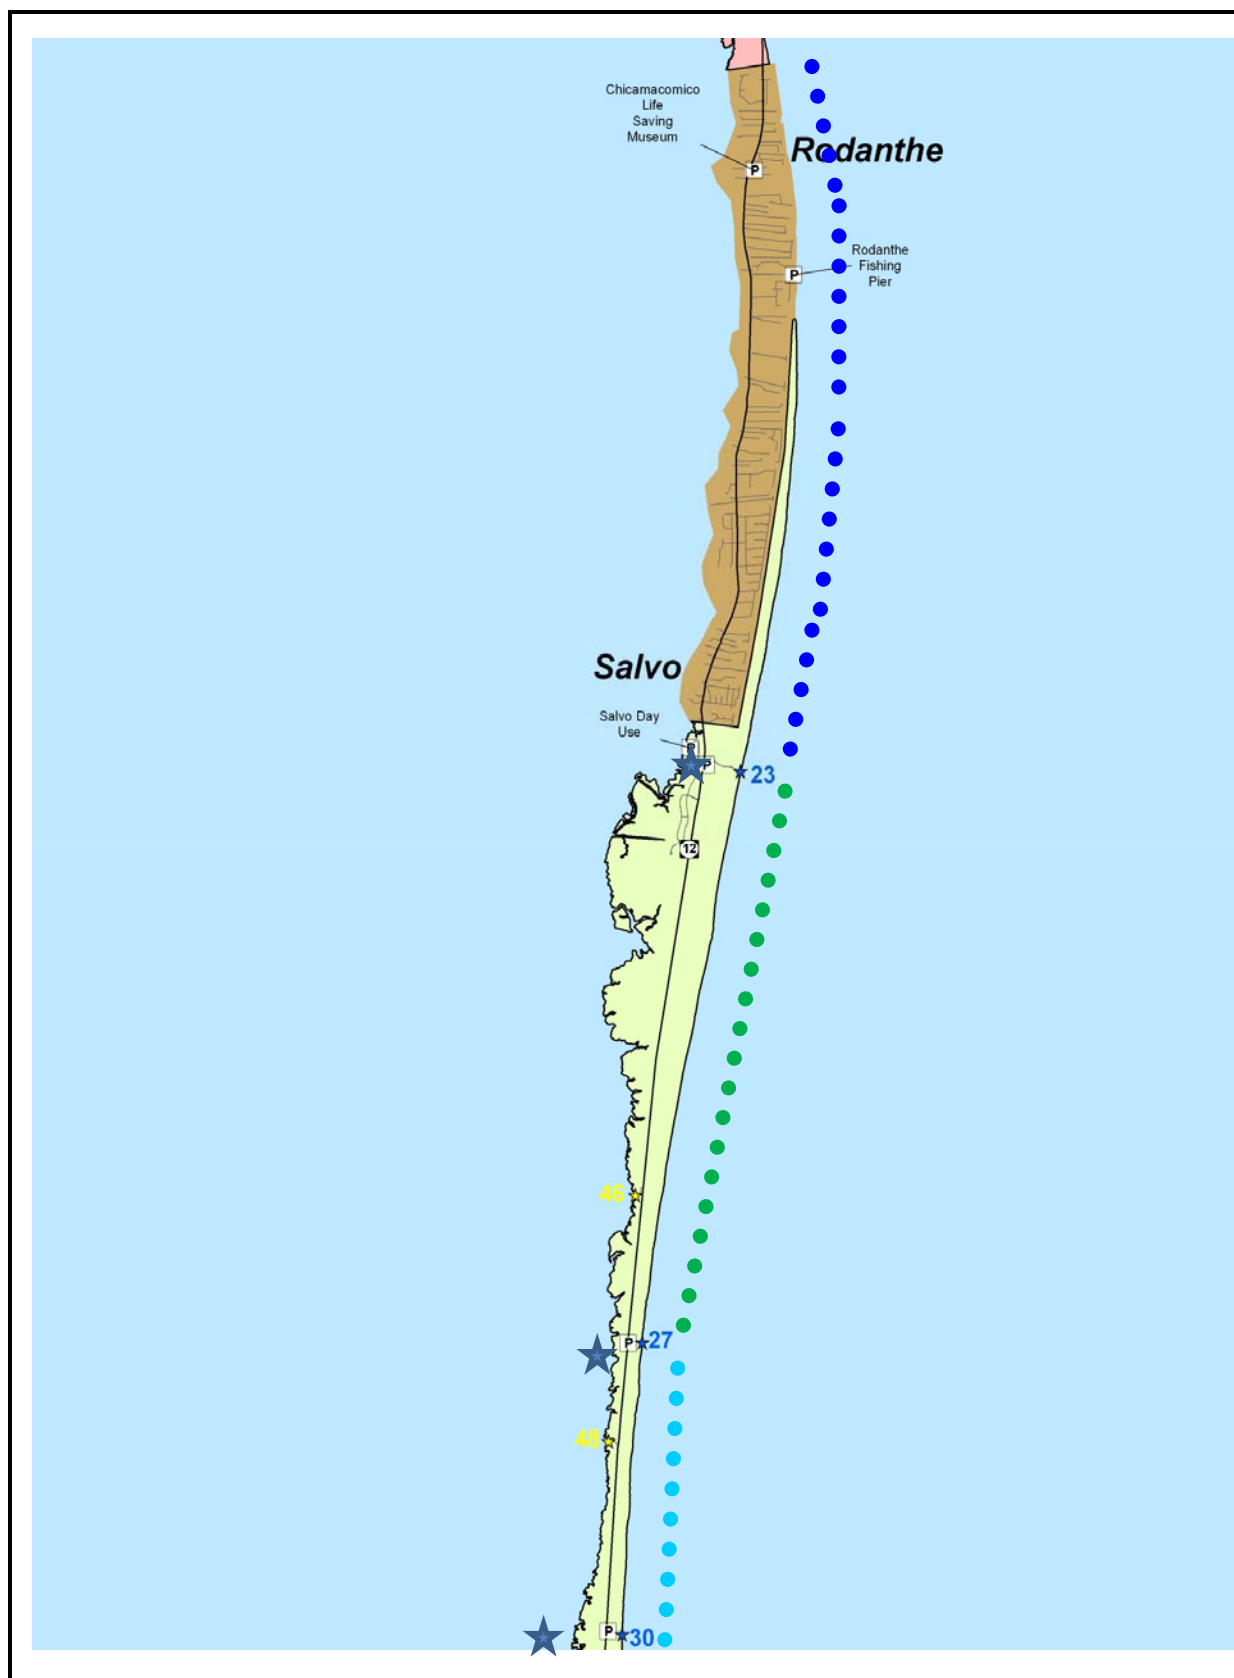 Chicamacomico
Life
Saving
Museum
Rodanthe
P
Rodanthe
Fishing
Pier
P
Salvo
Salvo Day
Use
P
P
23
12
46
P
27
48
P
30